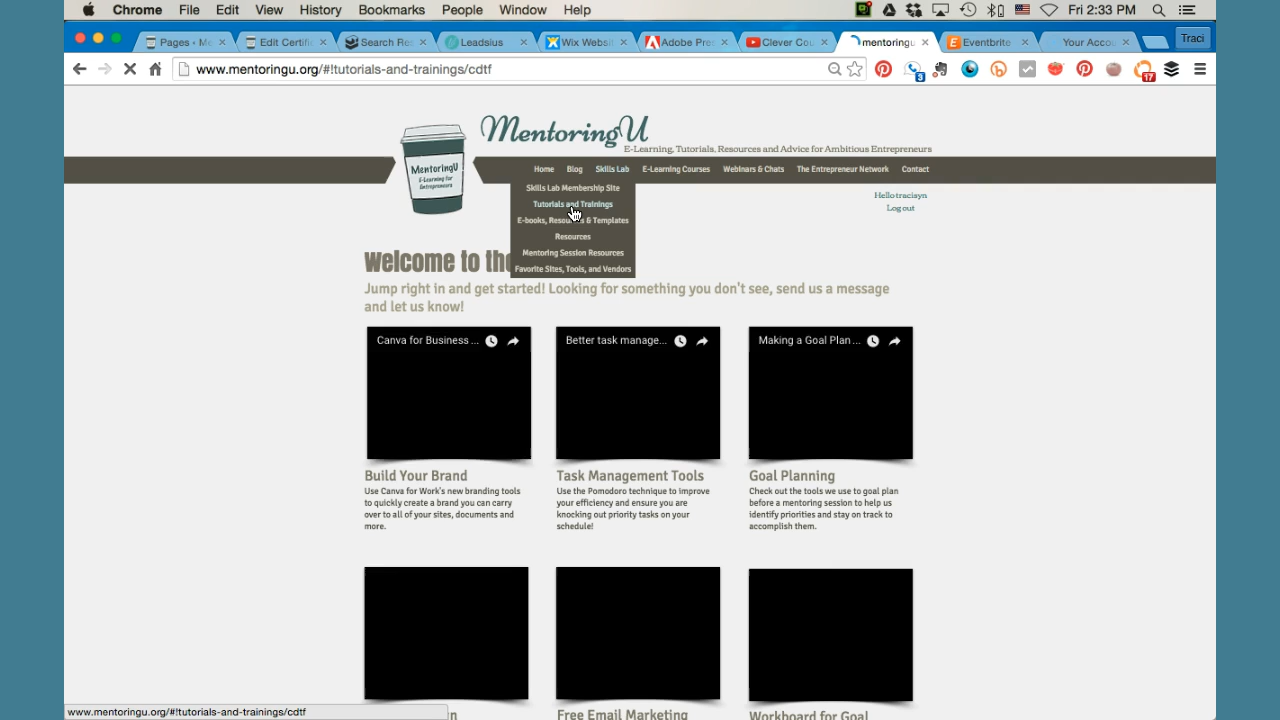 Chrome File Edit View History Bookmarks People Window Help Fri 2:33 PM
Pages ‹ Me Edit Certific Search Res Leadsius Wix Websit Adobe Pre Clever Cou mentoringu Eventbrite Your Accou Traci
www.mentoringu.org/#!tutorials-and-trainings/cdtf 3 17
MentoringU
E-Learning, Tutorials, Resources and Advice for Ambitious Entrepreneurs
MentoringU
E-Learning for
Entrepreneurs
Home Blog Skills Lab E-Learning Courses Webinars & Chats The Entrepreneur Network Contact
Skills Lab Membership Site
Tutorials and Trainings
E-books, Resou & Templates
Resources
Mentoring Session Resources
Favorite Sites, Tools, and Vendors
Hello tracisyn
Log out
Welcome to the
Jump right in and get started! Looking for something you don't see, send us a message
and let us know!
Canva for Business ... Better task manage... Making a Goal Plan ...
Build Your Brand
Use Canva for Work's new branding tools
to quickly create a brand you can carry
over to all of your sites, documents and
more.
Task Management Tools
Use the Pomodoro technique to improve
your efficiency and ensure you are
knocking out priority tasks on your
schedule!
Goal Planning
Check out the tools we use to goal plan
before a mentoring session to help us
identify priorities and stay on track to
accomplish them.
Free Email Marketing
Workboard for Goal
www.mentoringu.org/#!tutorials-and-trainings/cdtf